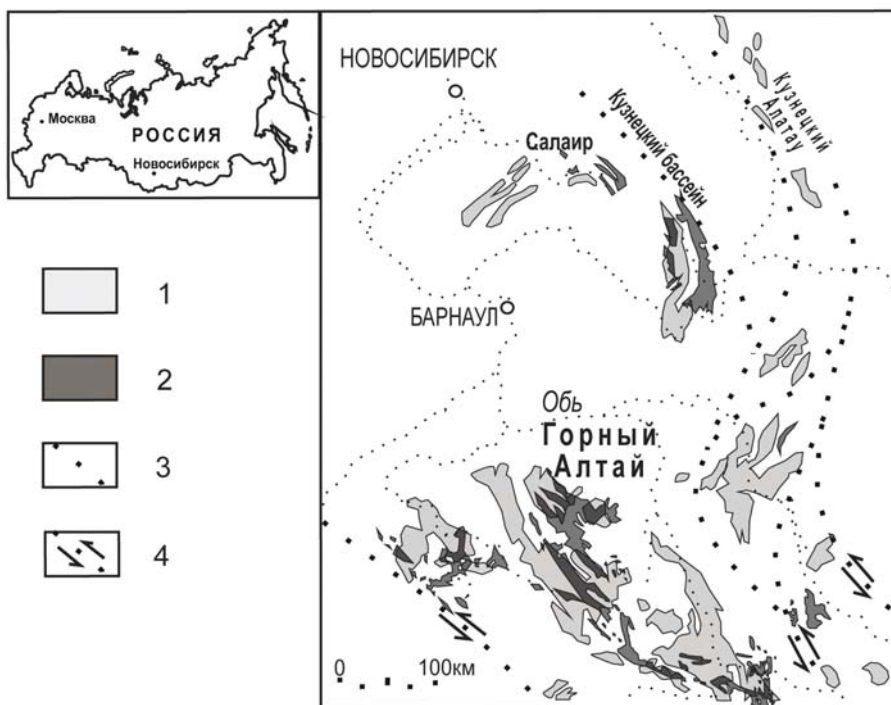 Москва
РОССИЯ
Новосибирск
1
2
3
4
НОВОСИБИРСК
Кузнецкий
Алатау
Салаир
Кузнецкий бассейн
БАРНАУЛ
Обь
Горный
Алтай
0
100км